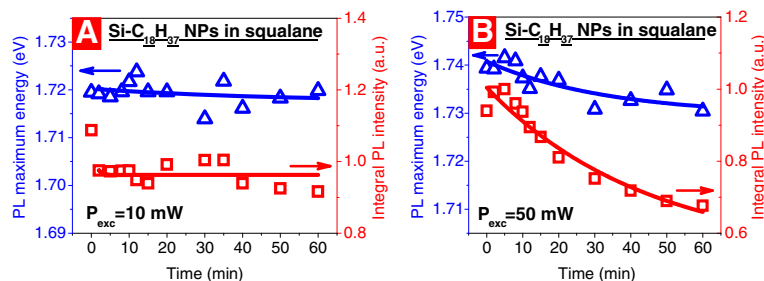 A
Si-C18H37 NPs in squalane
PL maximum energy (eV)
1.73
1.72
1.71
1.70
1.69
1.4
1.2
1.0
0.8
Integral PL intensity (a.u.)
Pexc=10 mW
0 10 20 30 40 50 60
Time (min)
B
Si-C18H37 NPs in squalane
PL maximum energy (eV)
1.75
1.74
1.73
1.72
1.71
1.2
1.0
0.8
0.6
Integral PL intensity (a.u.)
Pexc=50 mW
0 10 20 30 40 50 60
Time (min)